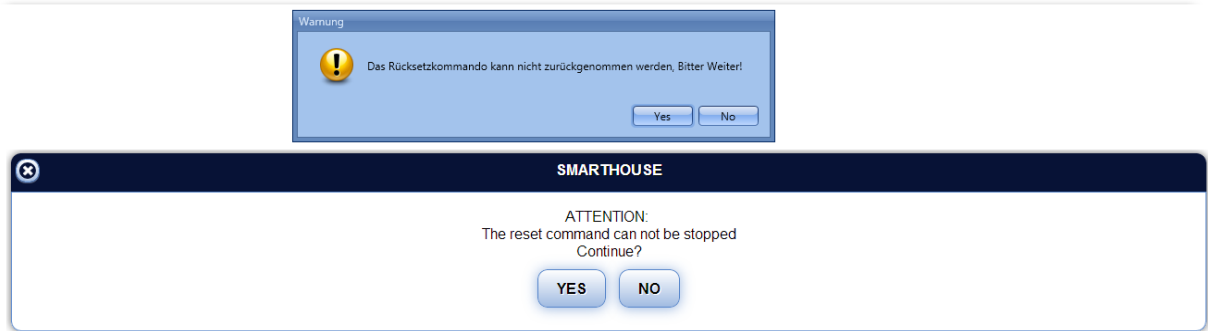 Warnung
Das Rücksetzkommando kann nicht zurückgenommen werden, Bitter Weiter!
Yes No
SMARTHOUSE
ATTENTION:
The reset command can not be stopped
Continue?
YES NO